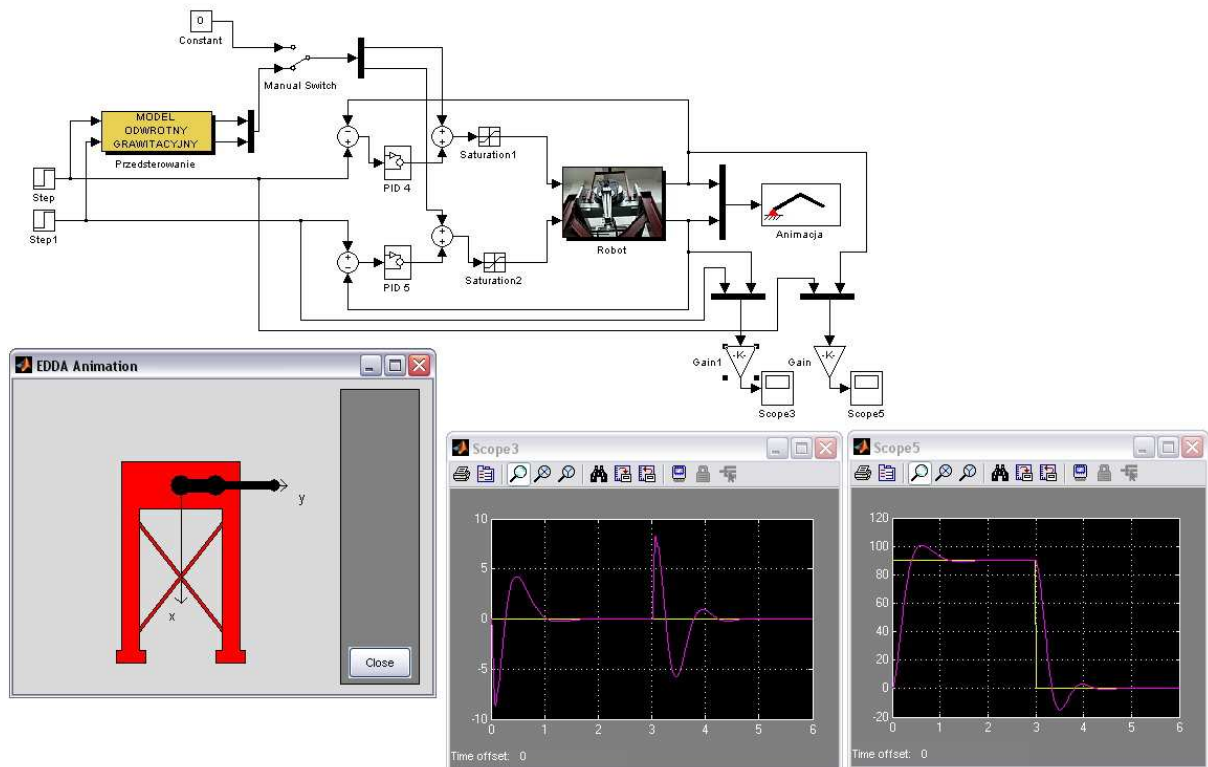 0
Constant
Manual Switch
MODEL
ODWROTNY
GRAWITACYJNY
Przedsterowanie
Step
Step1
PID 4
Saturation1
PID 5
Saturation2
Robot
Animacja
Gain1
-K-
Gain
-K-
Scope3
Scope5
EDDA Animation
y
x
Close
Scope3
10
5
0
-5
-10
0 1 2 3 4 5 6
Time offset: 0
Scope5
120
100
80
60
40
20
0
-20
0 1 2 3 4 5 6
Time offset: 0